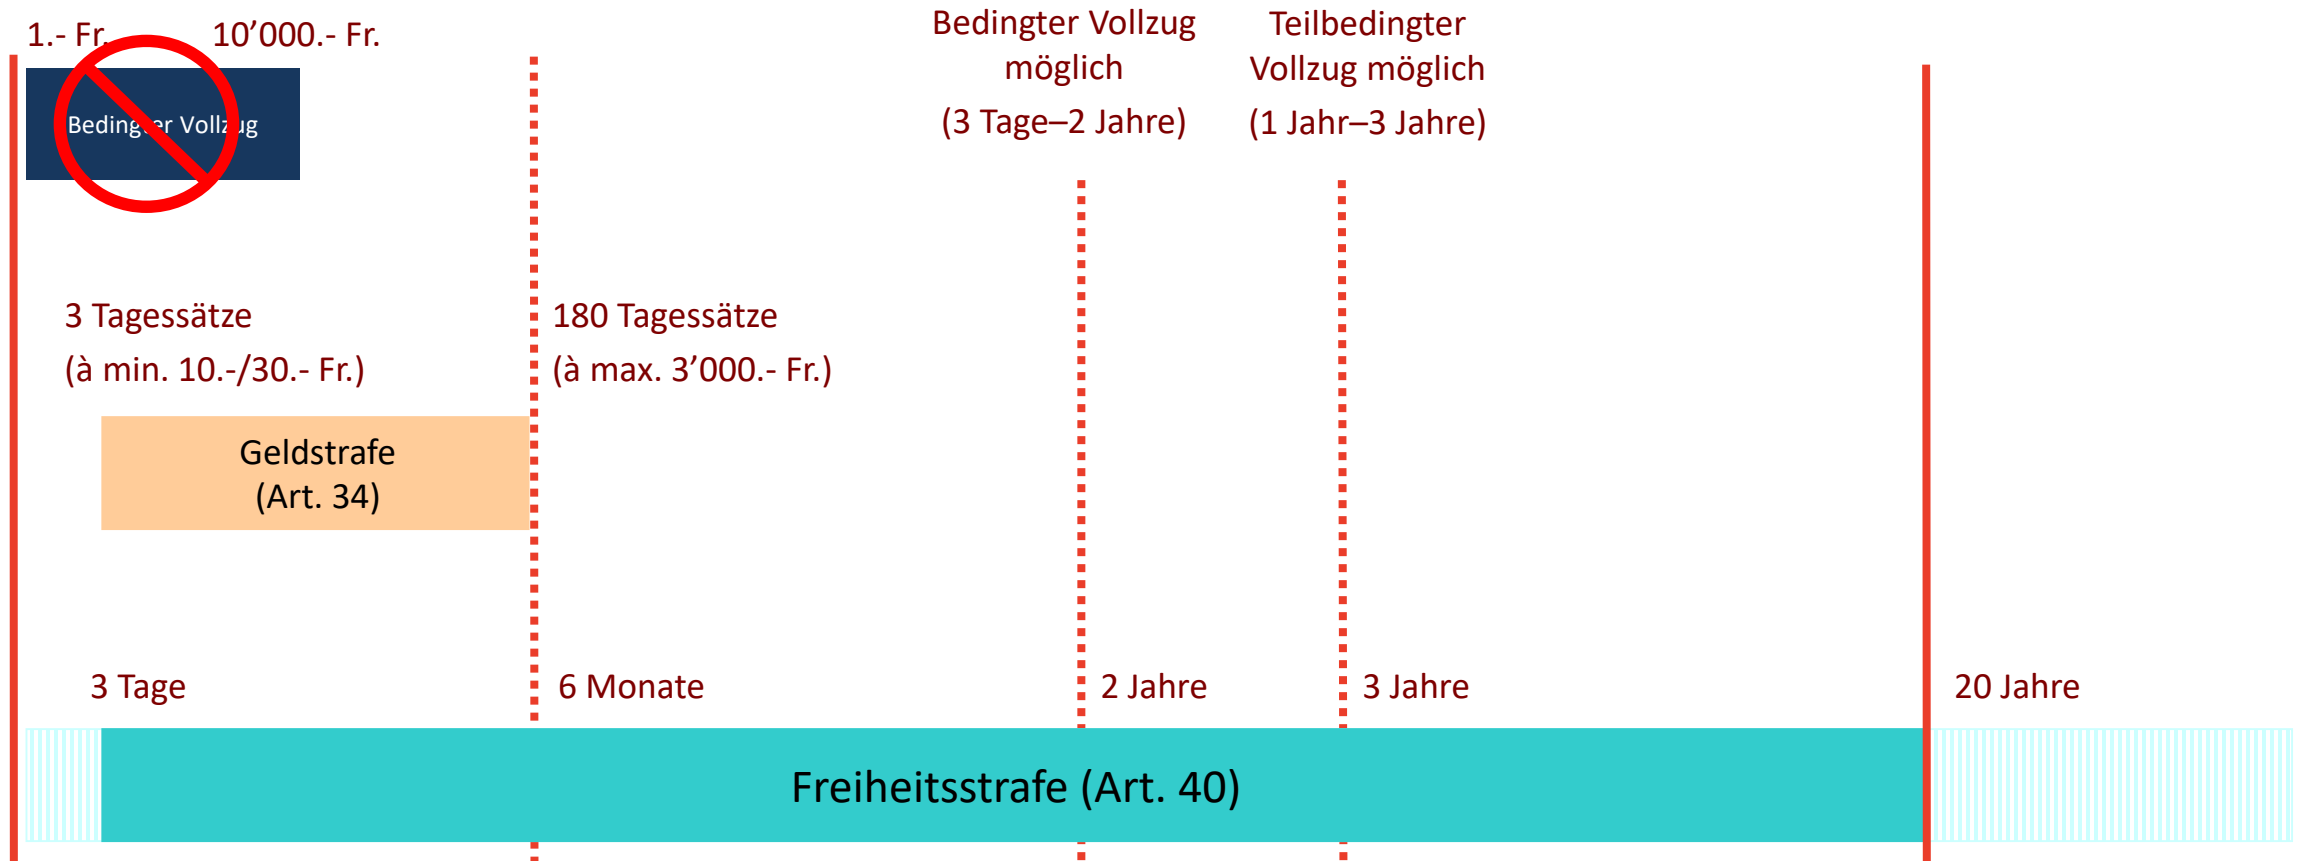 1.- Fr.
10’000.- Fr.
Bedingter Vollzug
Bedingter Vollzug
möglich
(3 Tage–2 Jahre)
Teilbedingter
Vollzug möglich
(1 Jahr–3 Jahre)
3 Tagessätze
(à min. 10.-/30.- Fr.)
180 Tagessätze
(à max. 3’000.- Fr.)
Geldstrafe
(Art. 34)
3 Tage
6 Monate
2 Jahre
3 Jahre
20 Jahre
Freiheitsstrafe (Art. 40)